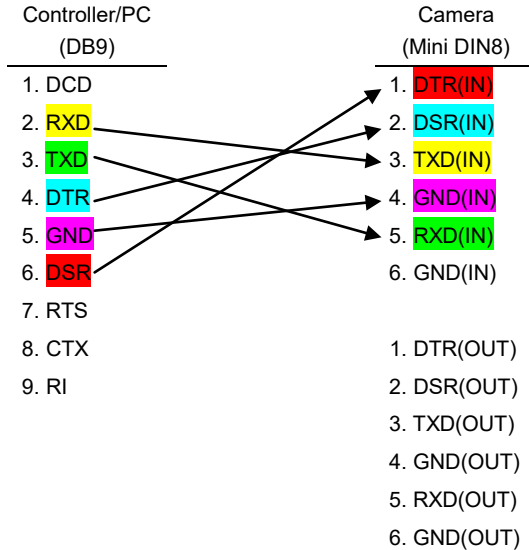 Controller/PC
(DB9)
1. DCD
2. RXD
3. TXD
4. DTR
5. GND
6. DSR
7. RTS
8. CTX
9. RI
Camera
(Mini DIN8)
1. DTR(IN)
2. DSR(IN)
3. TXD(IN)
4. GND(IN)
5. RXD(IN)
6. GND(IN)
1. DTR(OUT)
2. DSR(OUT)
3. TXD(OUT)
4. GND(OUT)
5. RXD(OUT)
6. GND(OUT)